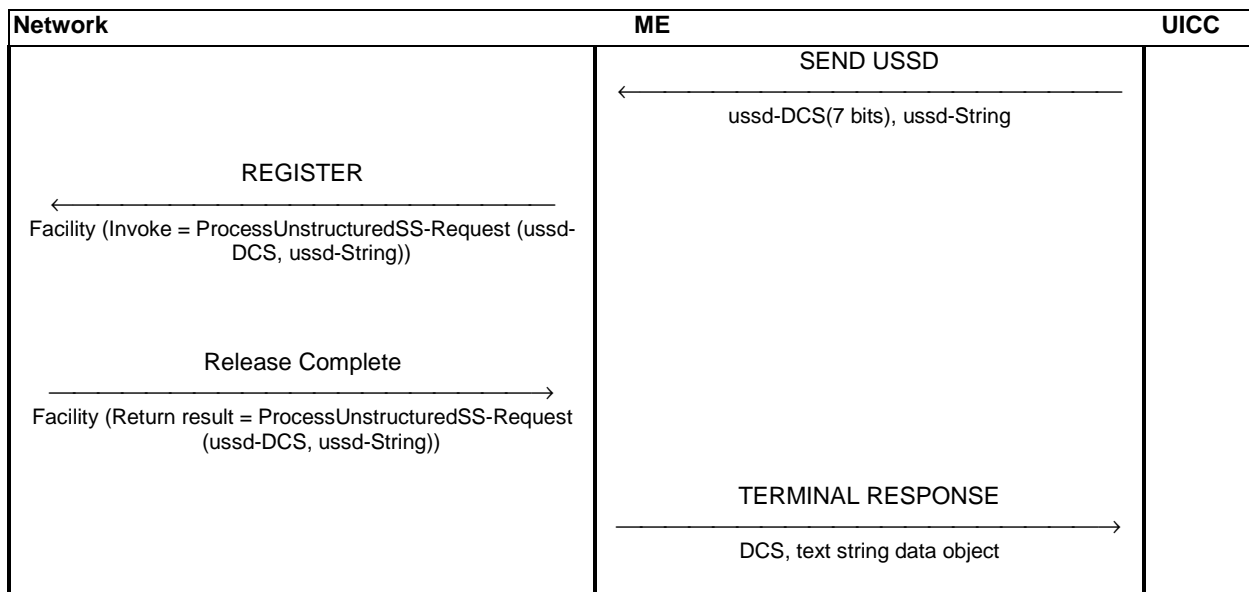 Network ME UICC
SEND USSD
ussd-DCS(7 bits), ussd-String
REGISTER
Facility (Invoke = ProcessUnstructuredSS-Request (ussd-
DCS, ussd-String))
Release Complete
Facility (Return result = ProcessUnstructuredSS-Request
(ussd-DCS, ussd-String))
TERMINAL RESPONSE
DCS, text string data object